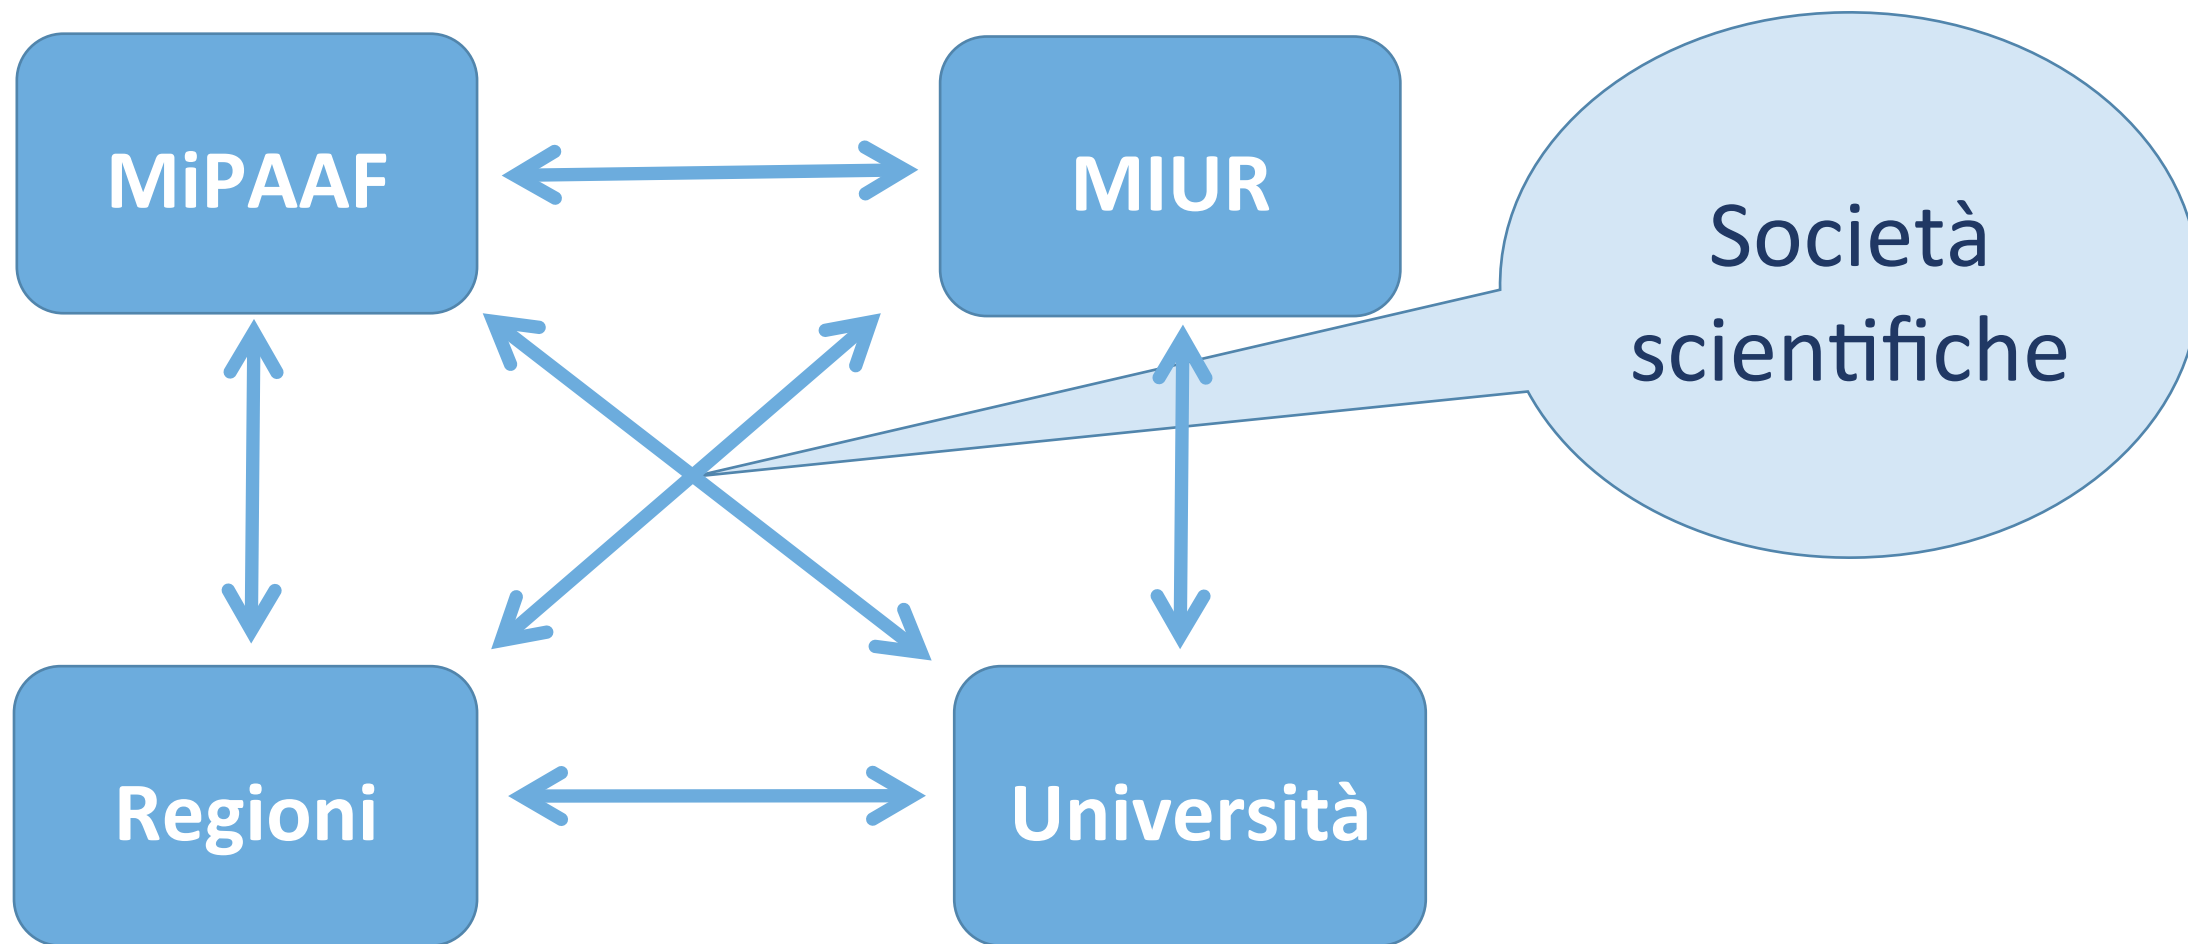 MiPAAF
MIUR
Società
scientifiche
Regioni
Università